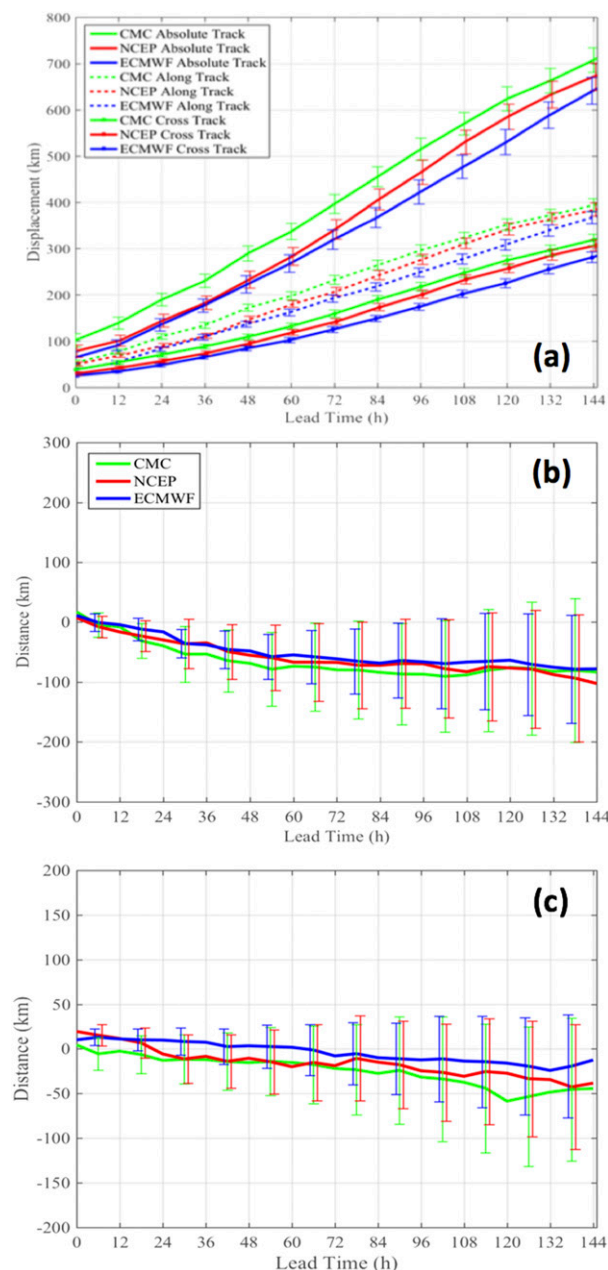 800
700
600
500
400
300
200
100
0
Displacement (km)
CMC Absolute Track
NCEP Absolute Track
ECMWF Absolute Track
CMC Along Track
NCEP Along Track
ECMWF Along Track
CMC Cross Track
NCEP Cross Track
ECMWF Cross Track
(a)
0 12 24 36 48 60 72 84 96 108 120 132 144
Lead Time (h)
300
200
100
0
-100
-200
-300
Distance (km)
CMC
NCEP
ECMWF
(b)
0 12 24 36 48 60 72 84 96 108 120 132 144
Lead Time (h)
200
150
100
50
0
-50
-100
-150
-200
Distance (km)
(c)
0 12 24 36 48 60 72 84 96 108 120 132 144
Lead Time (h)